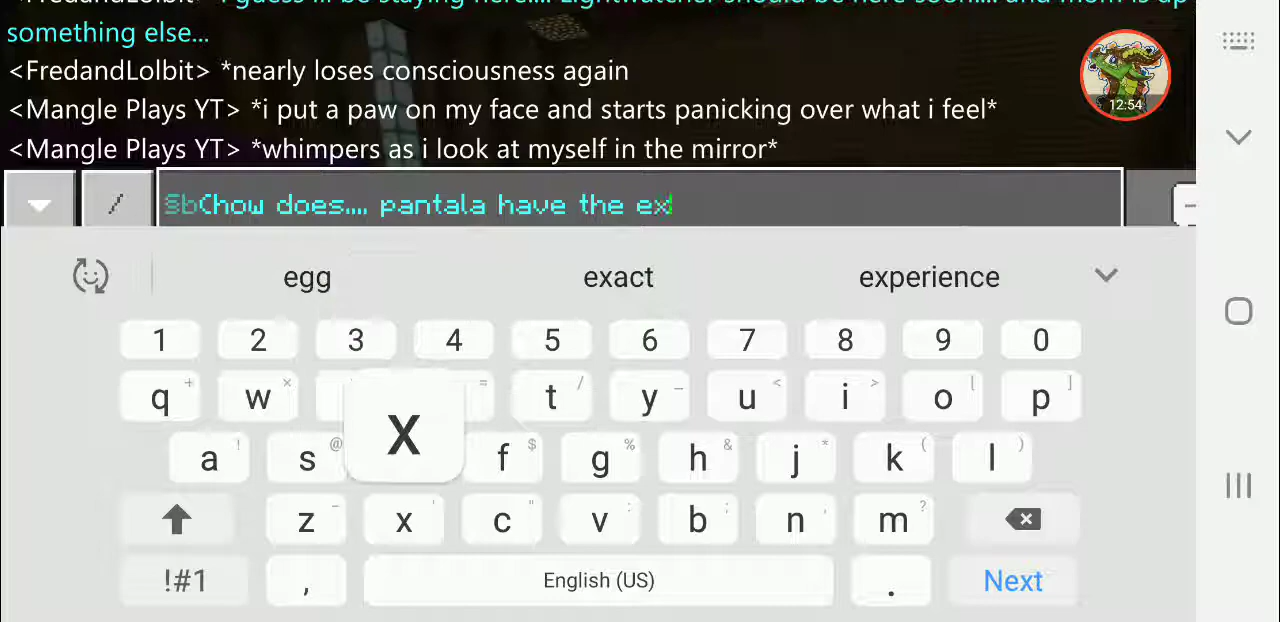 something else...
<FredandLolbit> *nearly loses consciousness again
<Mangle Plays YT> *i put a paw on my face and starts panicking over what i feel*
<Mangle Plays YT> *whimpers as i look at myself in the mirror*
12:54
/ §bChow does.... pantala have the ex
egg exact experience
1 2 3 4 5 6 7 8 9 0
q + w × = t / y _ u < i > o [ p ]
a ! s @ X f $ g % h & j * k ( l )
z - x ' c " v : b ; n , m ?
!#1 , English (US) . Next